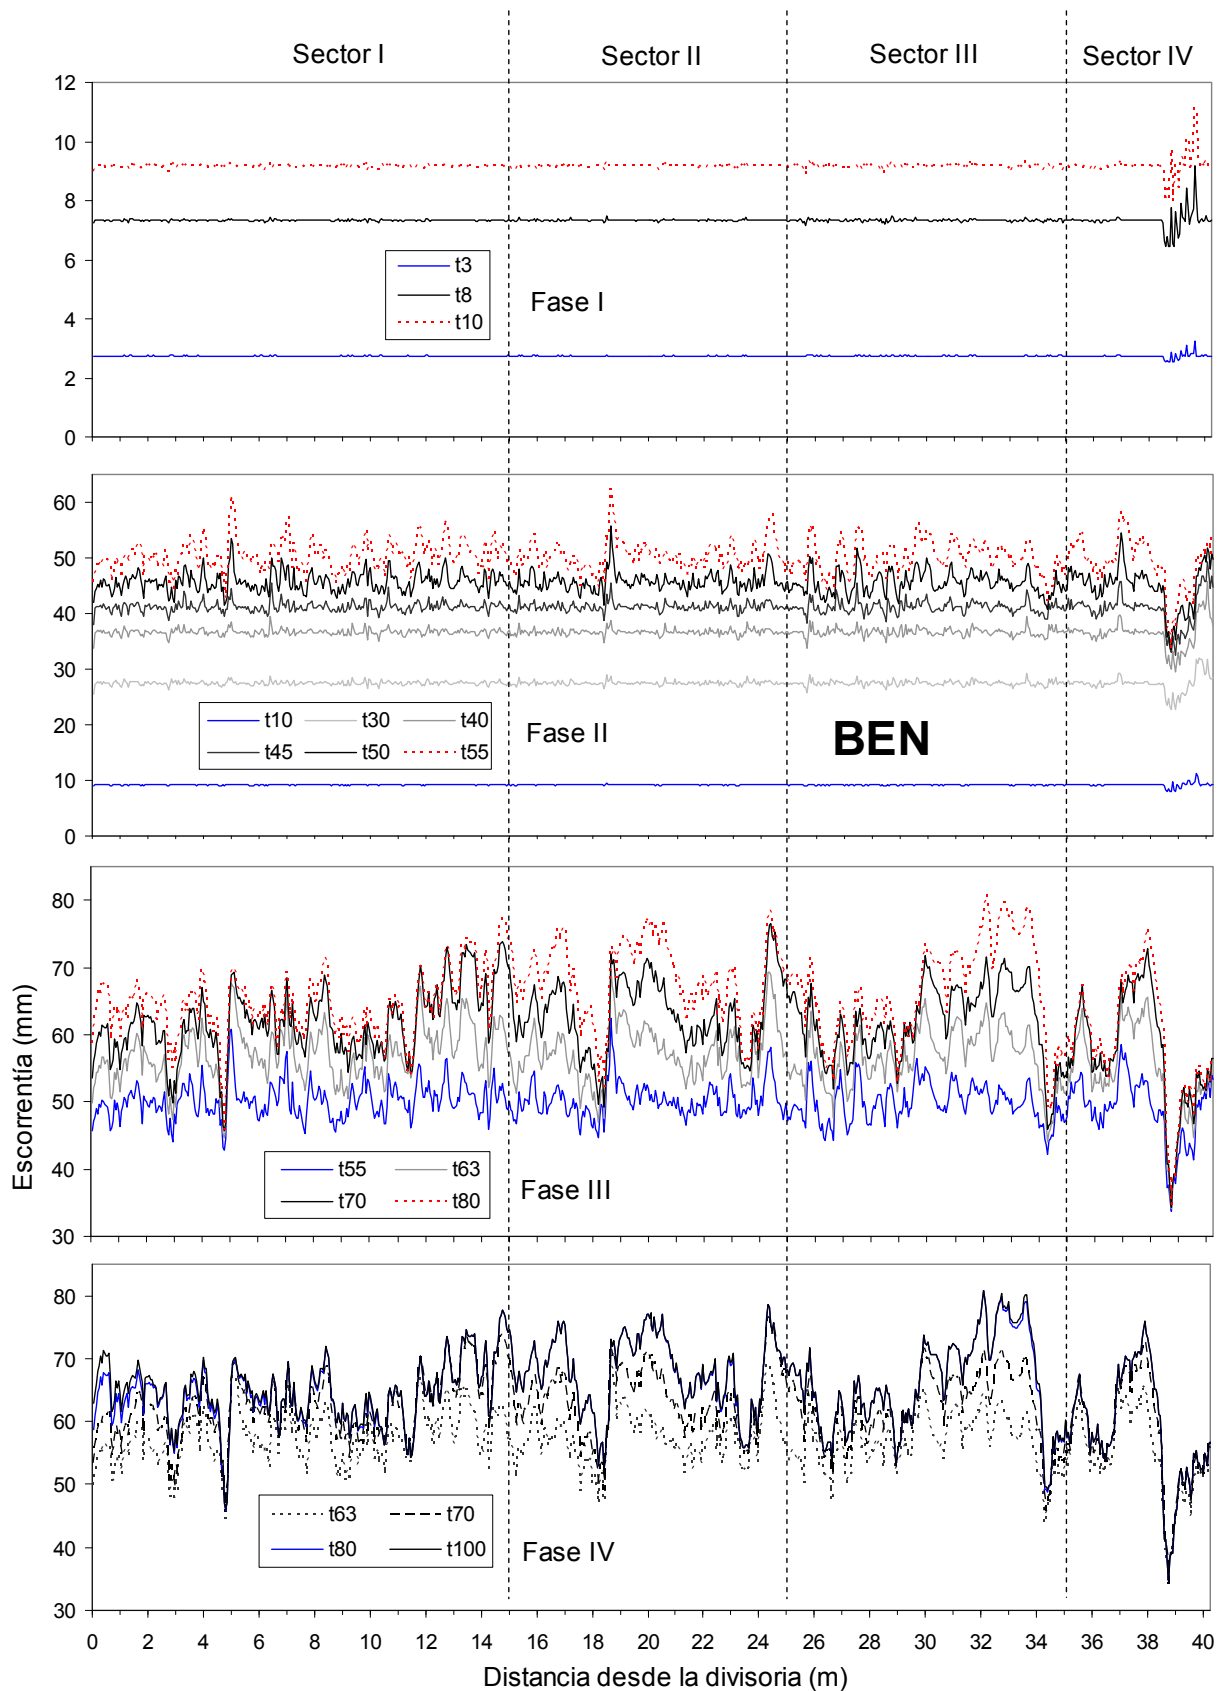 Sector I
Sector II
Sector III
Sector IV
12
10
8
6
4
2
0
t3
t8
t10
Fase I
60
50
40
30
20
10
0
t10 t30 t40
t45 t50 t55
Fase II
BEN
80
70
60
50
40
30
t55 t63
t70 t80
Fase III
Escorrentía (mm)
80
70
60
50
40
30
t63 t70
t80 t100
Fase IV
0 2 4 6 8 10 12 14 16 18 20 22 24 26 28 30 32 34 36 38 40
Distancia desde la divisoria (m)